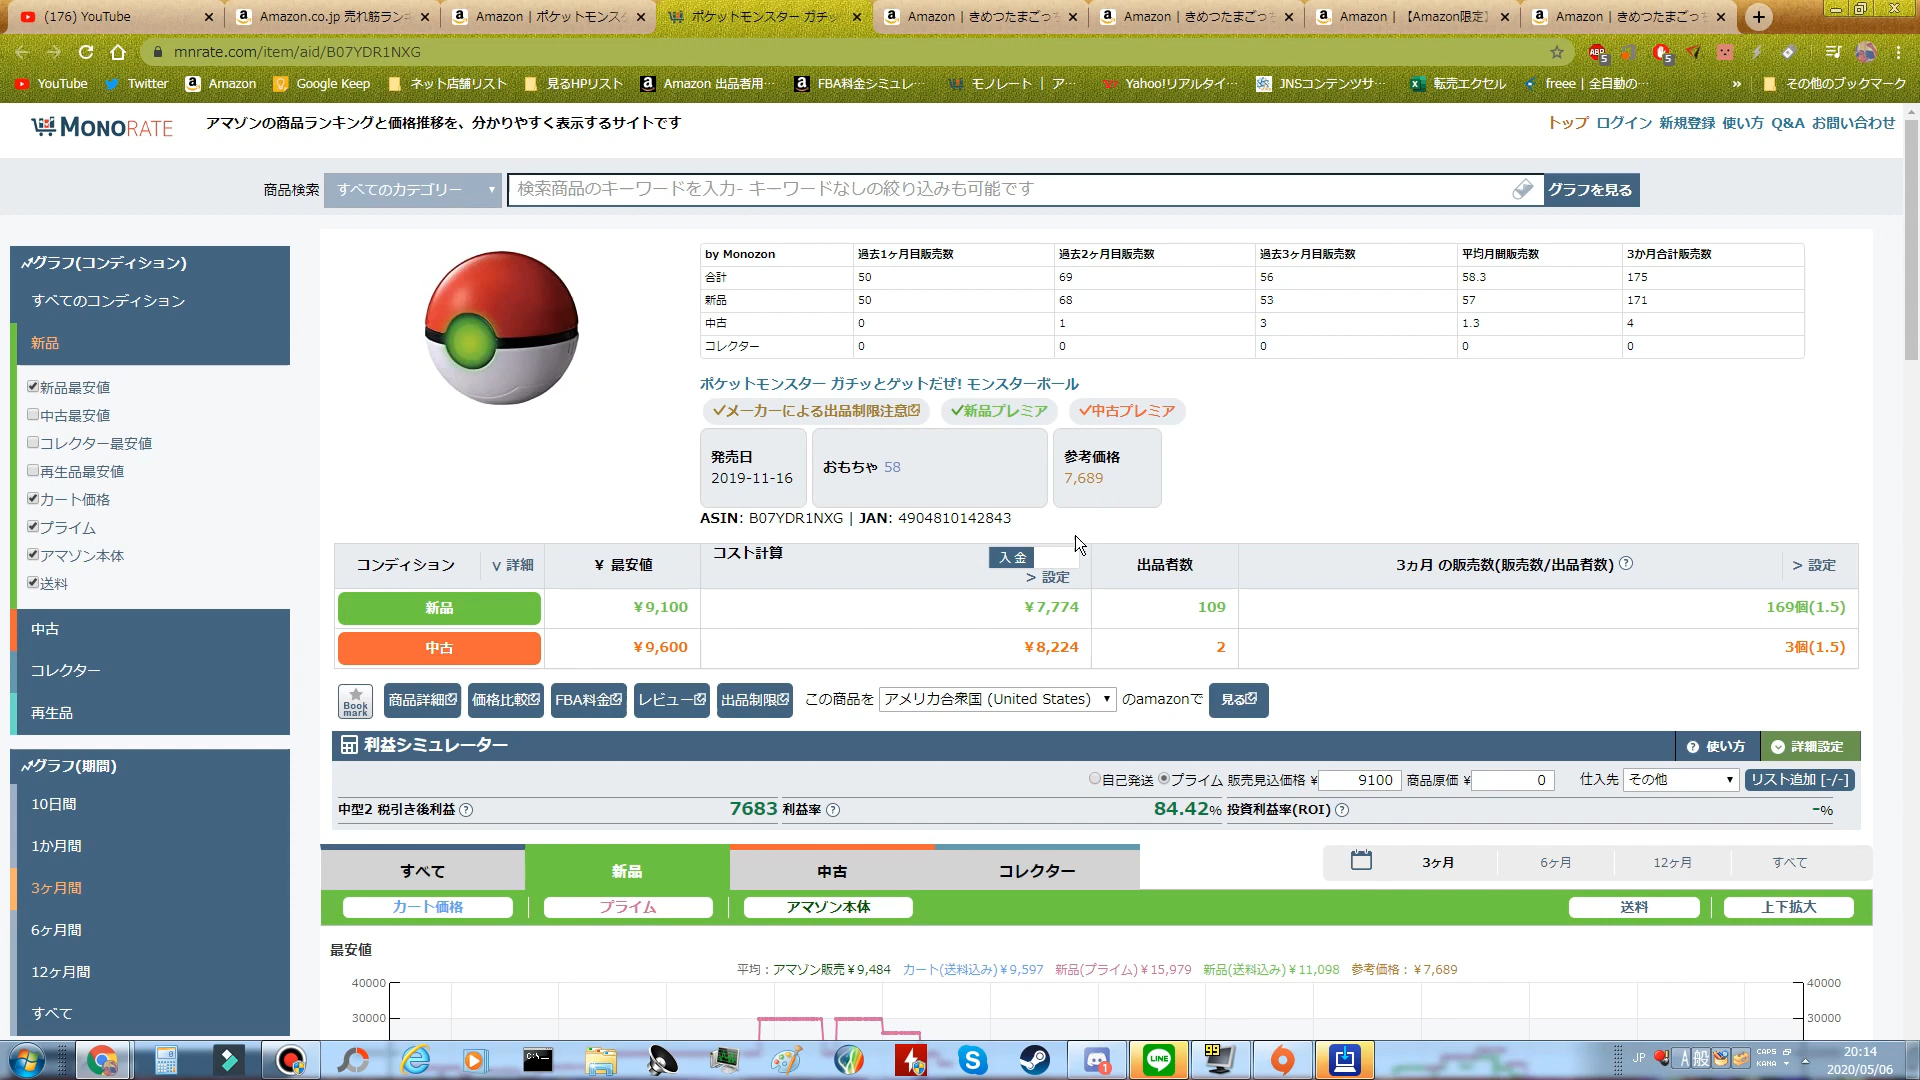 (176) YouTube
Amazon.co.jp 売れ筋ラン
Amazon | ポケットモンス
ポケットモンスター ガチッ
Amazon | きめつたまごっ
Amazon | きめつたまごっ
Amazon | 【Amazon限定】
Amazon | きめつたまごっ
mnrate.com/item/aid/B07YDR1NXG
YouTube Twitter Amazon Google Keep ネット店舗リスト 見るHPリスト Amazon 出品者用… FBA料金シミュレ… モノレート | ア… Yahoo!リアルタイ… JNSコンテンツサ… 転売エクセル freee | 全自動の… » その他のブックマーク
MONORATE アマゾンの商品ランキングと価格推移を、分かりやすく表示するサイトです
トップ ログイン 新規登録 使い方 Q&A お問い合わせ
商品検索 すべてのカテゴリー 検索商品のキーワードを入力- キーワードなしの絞り込みも可能です グラフを見る
グラフ(コンディション)
すべてのコンディション
新品
新品最安値
中古最安値
コレクター最安値
再生品最安値
カート価格
プライム
アマゾン本体
送料
中古
コレクター
再生品
グラフ(期間)
10日間
1か月間
3ヶ月間
6ヶ月間
12ヶ月間
すべて
by Monozon 過去1ヶ月目販売数 過去2ヶ月目販売数 過去3ヶ月目販売数 平均月間販売数 3か月合計販売数
合計 50 69 56 58.3 175
新品 50 68 53 57 171
中古 0 1 3 1.3 4
コレクター 0 0 0 0 0
ポケットモンスター ガチッとゲットだぜ! モンスターボール
メーカーによる出品制限注意 新品プレミア 中古プレミア
発売日
2019-11-16
おもちゃ 58
参考価格
7,689
ASIN: B07YDR1NXG | JAN: 4904810142843
コンディション ∨ 詳細 ¥ 最安値 コスト計算 入金 > 設定 出品者数 3ヵ月 の販売数(販売数/出品者数) > 設定
新品 ¥9,100 ¥7,774 109 169個(1.5)
中古 ¥9,600 ¥8,224 2 3個(1.5)
Book mark 商品詳細 価格比較 FBA料金 レビュー 出品制限 この商品を アメリカ合衆国 (United States) のamazonで 見る
利益シミュレーター 使い方 詳細設定
自己発送 プライム 販売見込価格 ¥ 9100 商品原価 ¥ 0 仕入先 その他 リスト追加 [-/-]
中型2 税引き後利益 7683 利益率 84.42% 投資利益率(ROI) -%
すべて 新品 中古 コレクター 3ヶ月 6ヶ月 12ヶ月 すべて
カート価格 プライム アマゾン本体 送料 上下拡大
最安値
平均：アマゾン販売¥9,484 カート(送料込み)¥9,597 新品(プライム)¥15,979 新品(送料込み)¥11,098 参考価格：¥7,689
40000 40000
30000 30000
JP A 般 CAPS KANA
20:14
2020/05/06